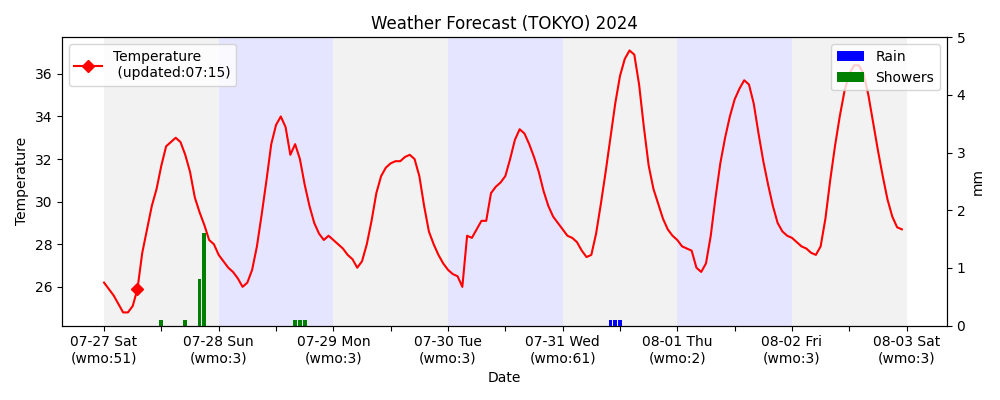 Weather Forecast (TOKYO) 2024
Temperature
(updated:07:15)
Rain
Showers
Temperature
36
34
32
30
28
26
5
4
3
2
1
0
mm
07-27 Sat
(wmo:51)
07-28 Sun
(wmo:3)
07-29 Mon
(wmo:3)
07-30 Tue
(wmo:3)
07-31 Wed
(wmo:61)
08-01 Thu
(wmo:2)
08-02 Fri
(wmo:3)
08-03 Sat
(wmo:3)
Date